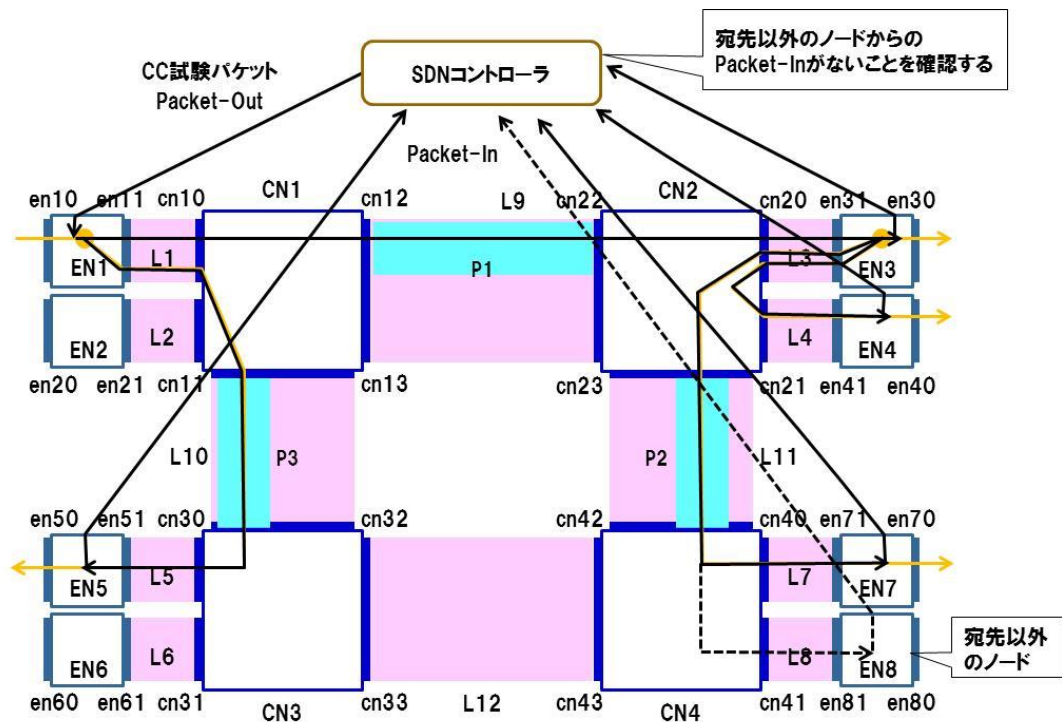 宛先以外のノードからの
Packet-Inがないことを確認する
CC試験パケット
Packet-Out
SDNコントローラ
Packet-In
en10 en11 cn10 CN1 cn12 L9 cn22 CN2 cn20 en31 en30
EN1 L1 P1 L3 EN3
EN2 L2 L4 EN4
en20 en21 cn11 cn13 cn23 cn21 en41 en40
L10 P3 P2 L11
en50 en51 cn30 cn32 cn42 cn40 en71 en70
EN5 L5 L7 EN7
宛先以外
のノード
EN6 L6 L8 EN8
en60 en61 cn31 CN3 cn33 L12 cn43 CN4 cn41 en81 en80